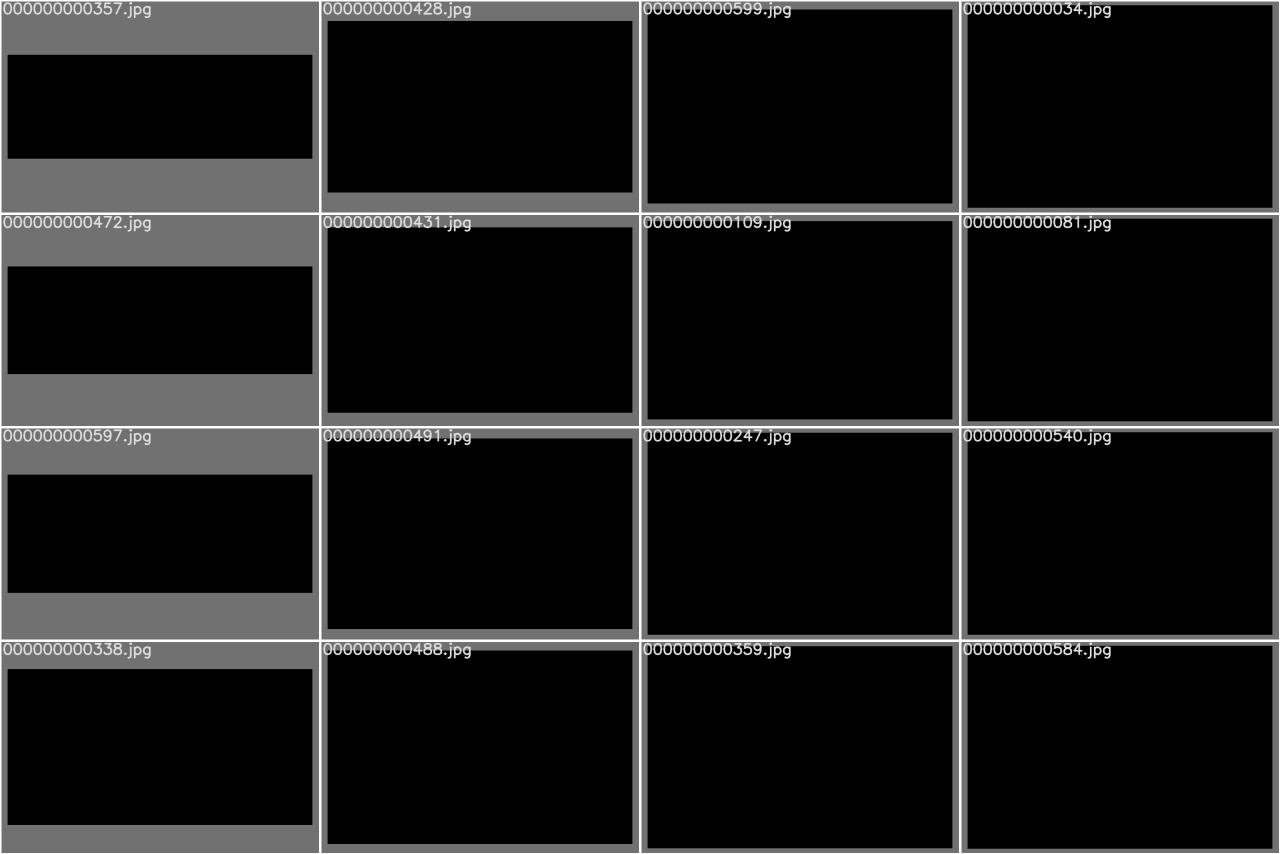 000000000357.jpg
000000000428.jpg
000000000599.jpg
000000000034.jpg
000000000472.jpg
000000000431.jpg
000000000109.jpg
000000000081.jpg
000000000597.jpg
000000000491.jpg
000000000247.jpg
000000000540.jpg
000000000338.jpg
000000000488.jpg
000000000359.jpg
000000000584.jpg